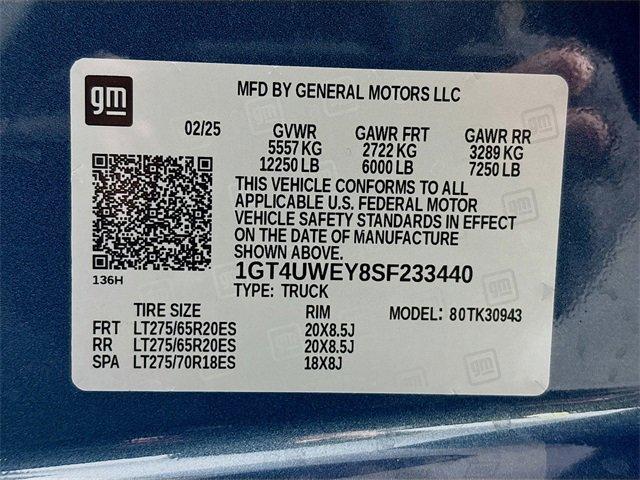 gm
MFD BY GENERAL MOTORS LLC
02/25 GVWR GAWR FRT GAWR RR
5557 KG 2722 KG 3289 KG
12250 LB 6000 LB 7250 LB
THIS VEHICLE CONFORMS TO ALL
APPLICABLE U.S. FEDERAL MOTOR
VEHICLE SAFETY STANDARDS IN EFFECT
ON THE DATE OF MANUFACTURE
SHOWN ABOVE.
1GT4UWEY8SF233440
136H
TYPE: TRUCK
TIRE SIZE RIM MODEL: 80TK30943
FRT LT275/65R20ES 20X8.5J
RR LT275/65R20ES 20X8.5J
SPA LT275/70R18ES 18X8J